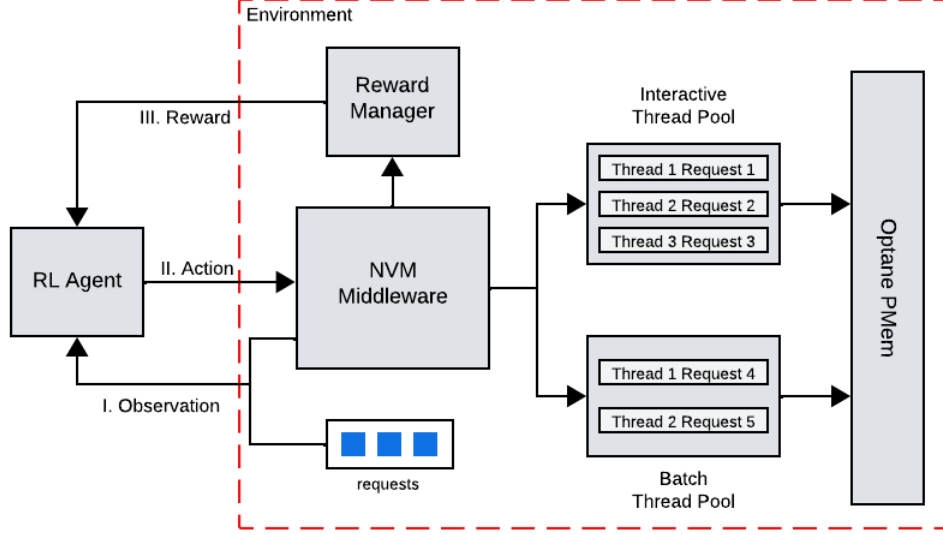 Environment
Reward
Manager
III. Reward
RL Agent
II. Action
I. Observation
NVM
Middleware
requests
Interactive
Thread Pool
Thread 1 Request 1
Thread 2 Request 2
Thread 3 Request 3
Thread 1 Request 4
Thread 2 Request 5
Batch
Thread Pool
Optane PMem